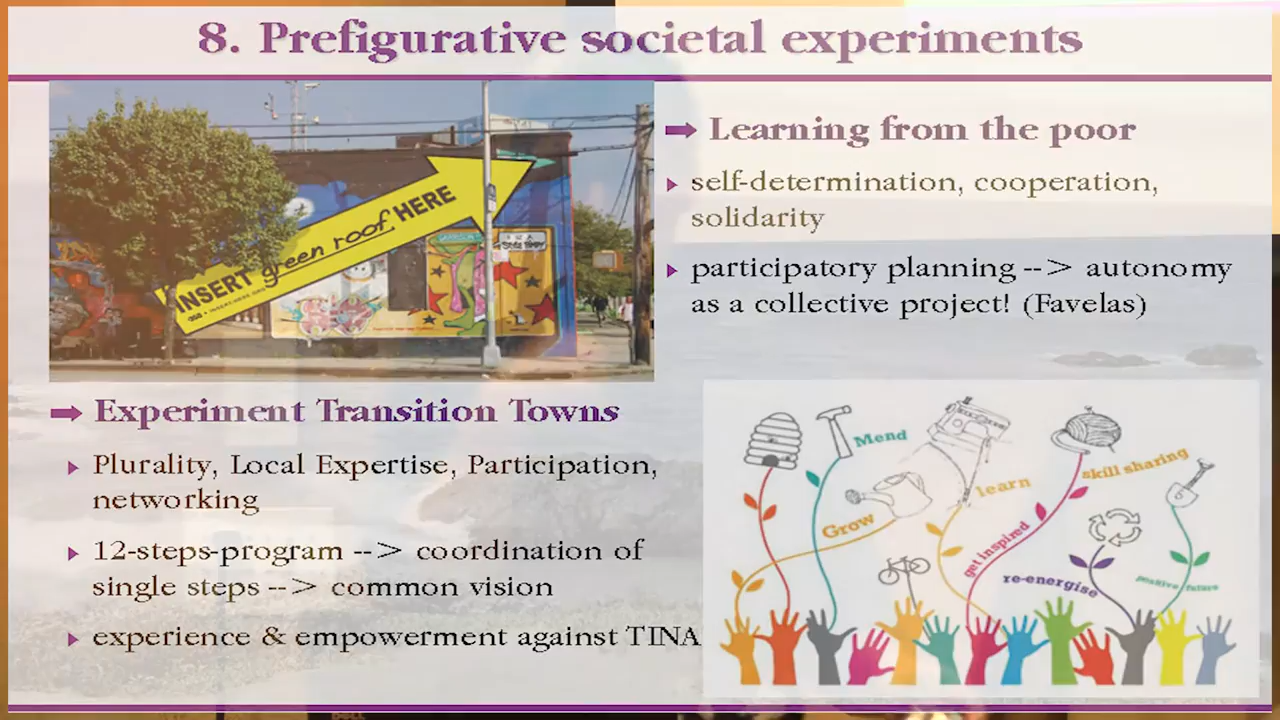 8. Prefigurative societal experiments
INSERT green roof HERE
Learning from the poor
self-determination, cooperation,
solidarity
participatory planning --> autonomy
as a collective project! (Favelas)
Experiment Transition Towns
Plurality, Local Expertise, Participation,
networking
12-steps-program --> coordination of
single steps --> common vision
experience & empowerment against TINA
Mend
skill sharing
learn
Grow
get inspired
re-energise
positive future
DELL